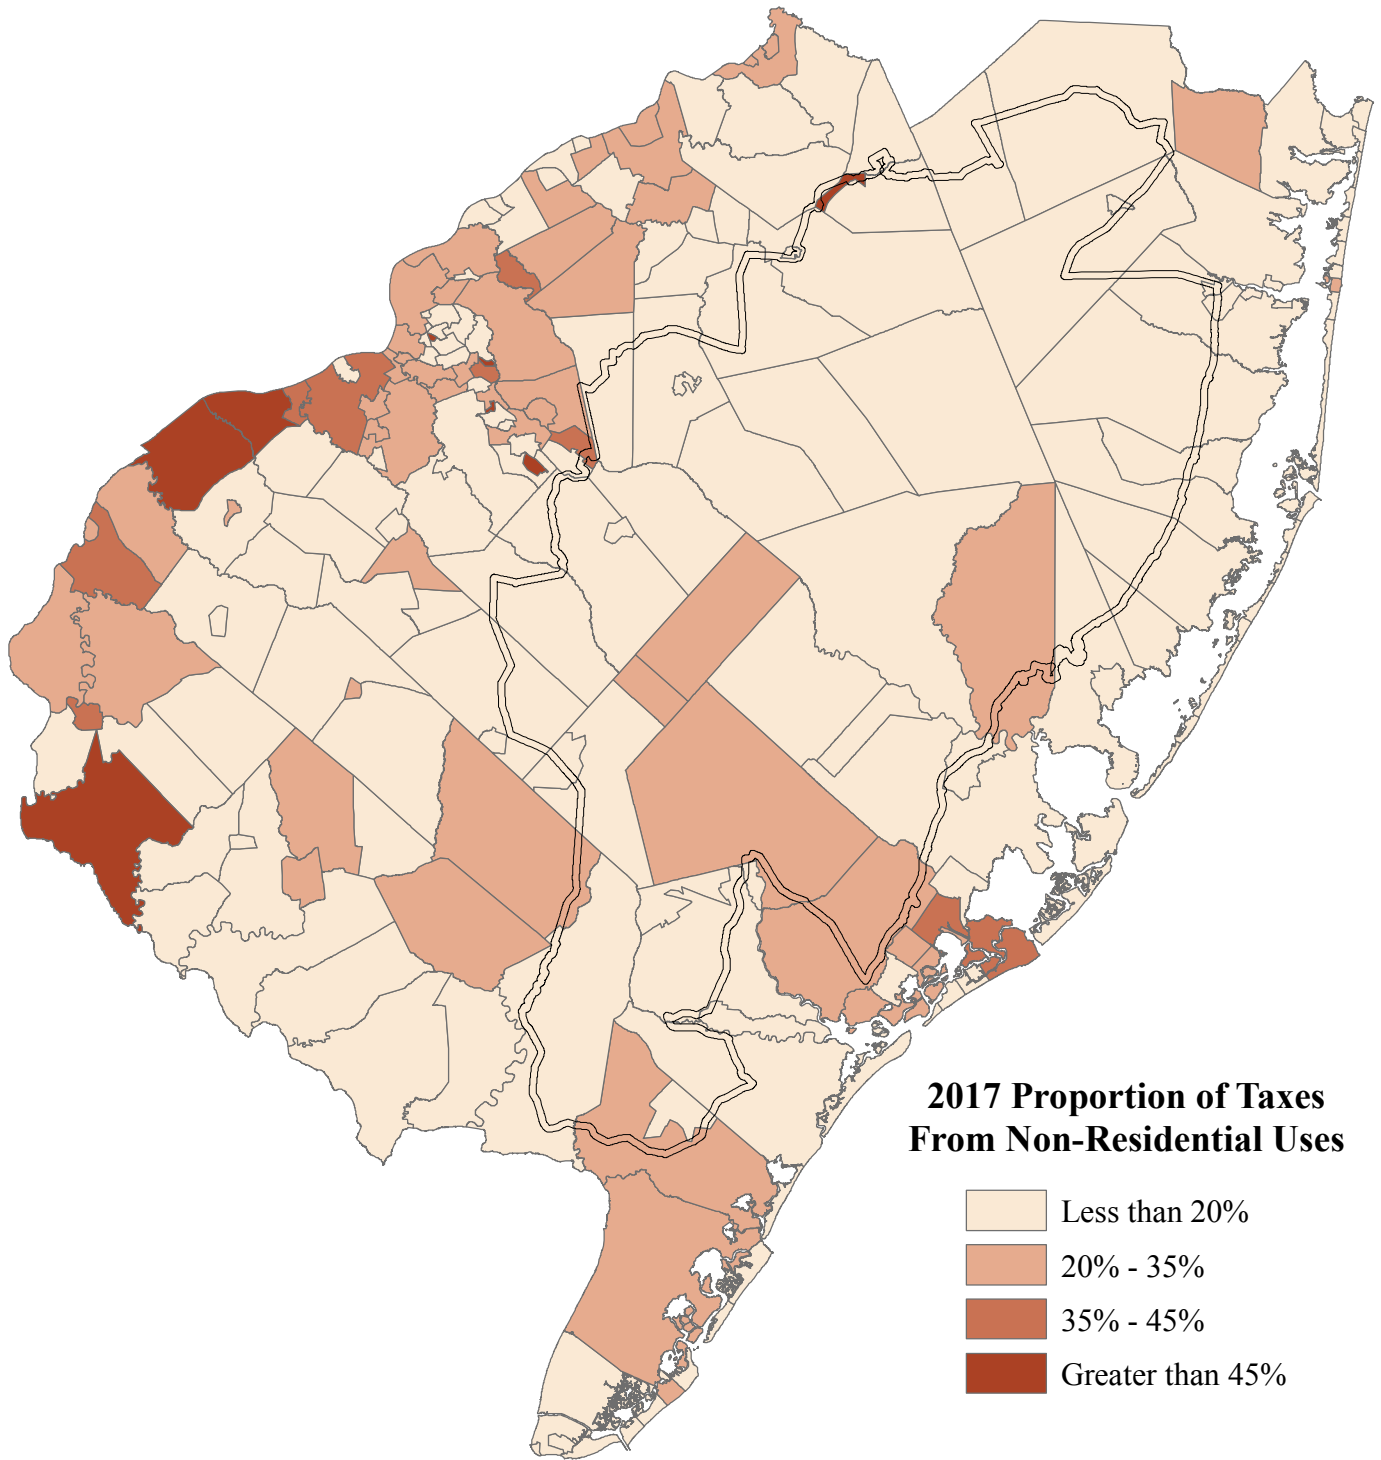 2017 Proportion of Taxes
From Non-Residential Uses
Less than 20%
20% - 35%
35% - 45%
Greater than 45%